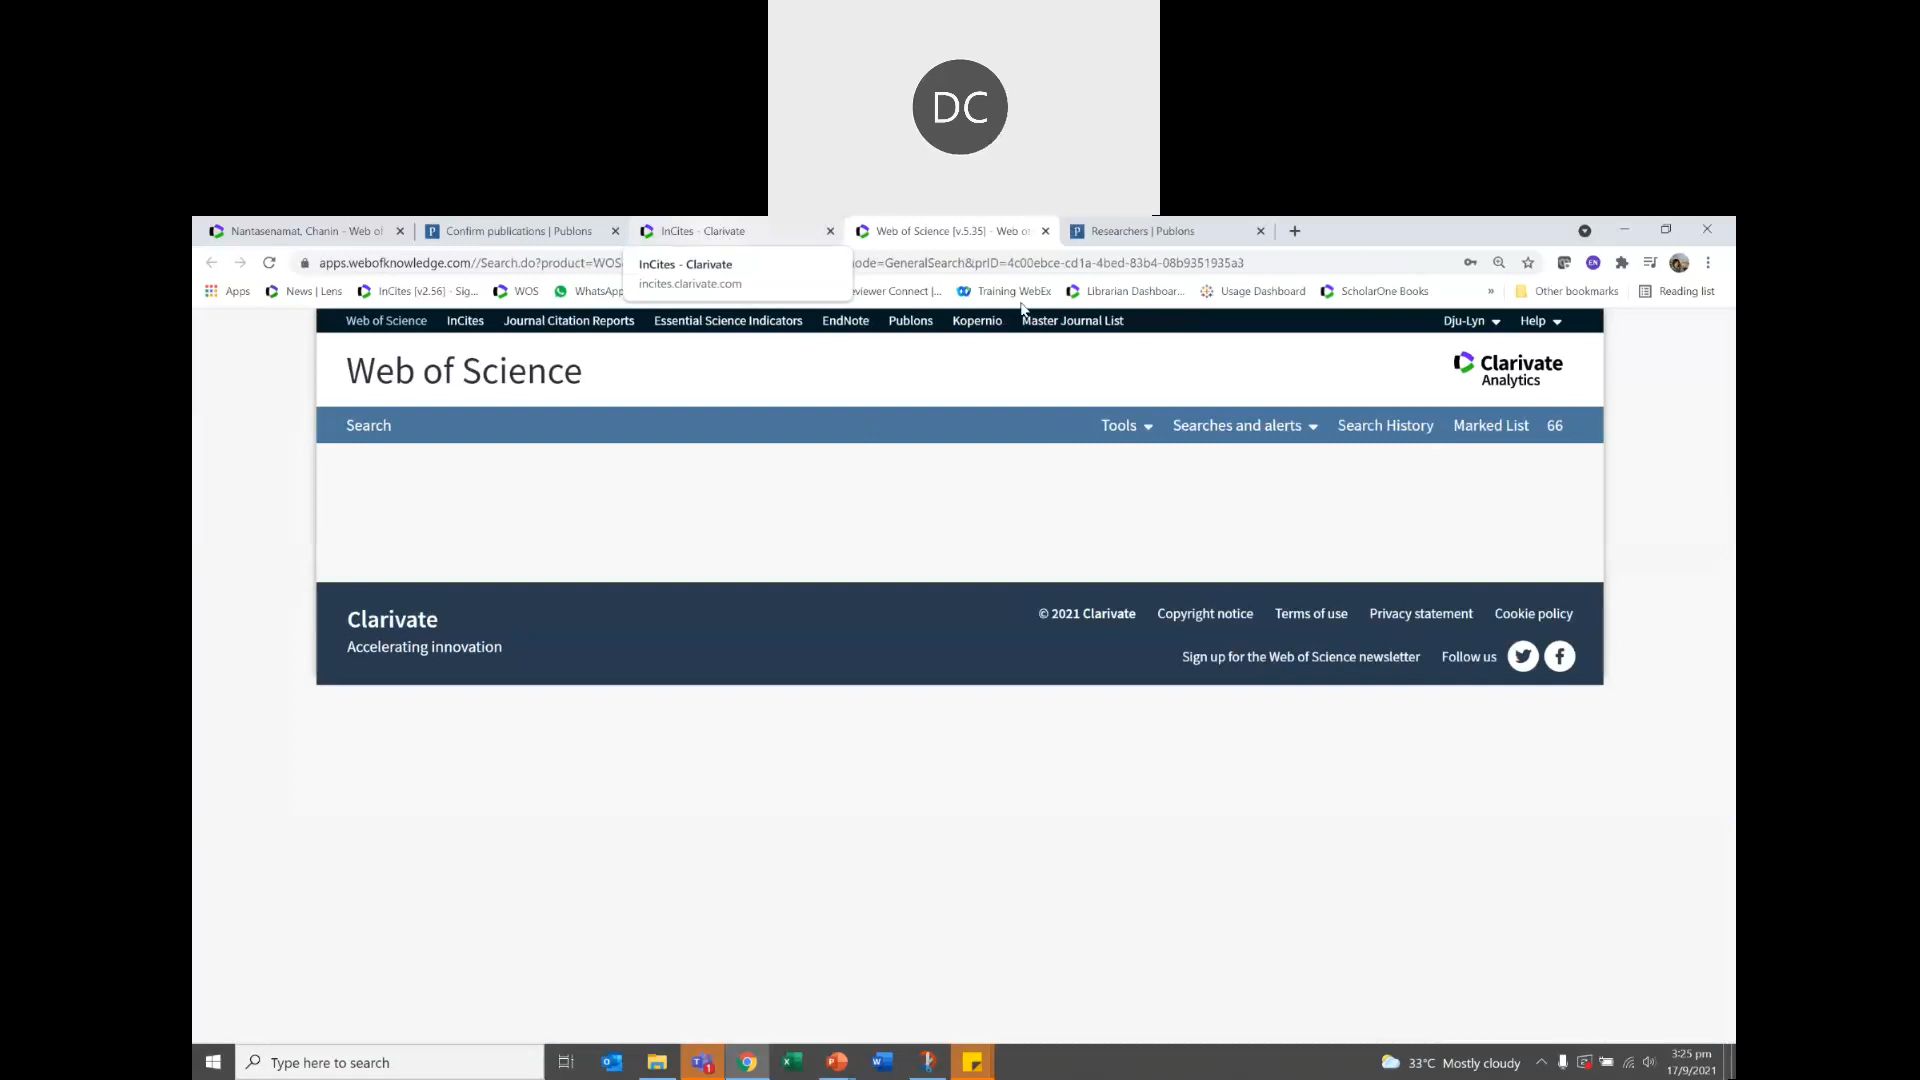 DC
Nantasenamat, Chanin - Web of
Confirm publications | Publons
InCites - Clarivate
Web of Science [v.5.35] - Web of
Researchers | Publons
apps.webofknowledge.com//Search.do?product=WOS
ode=GeneralSearch&prID=4c00ebce-cd1a-4bed-83b4-08b9351935a3
EN
InCites - Clarivate
incites.clarivate.com
Apps
News | Lens
InCites [v2.56] - Sig...
WOS
WhatsApp
eviewer Connect |...
Training WebEx
Librarian Dashboar...
Usage Dashboard
ScholarOne Books
»
Other bookmarks
Reading list
Web of Science
InCites
Journal Citation Reports
Essential Science Indicators
EndNote
Publons
Kopernio
Master Journal List
Dju-Lyn
Help
Web of Science
Clarivate
Analytics
Search
Tools
Searches and alerts
Search History
Marked List 66
Clarivate
Accelerating innovation
© 2021 Clarivate
Copyright notice
Terms of use
Privacy statement
Cookie policy
Sign up for the Web of Science newsletter
Follow us
Type here to search
33°C Mostly cloudy
3:25 pm
17/9/2021